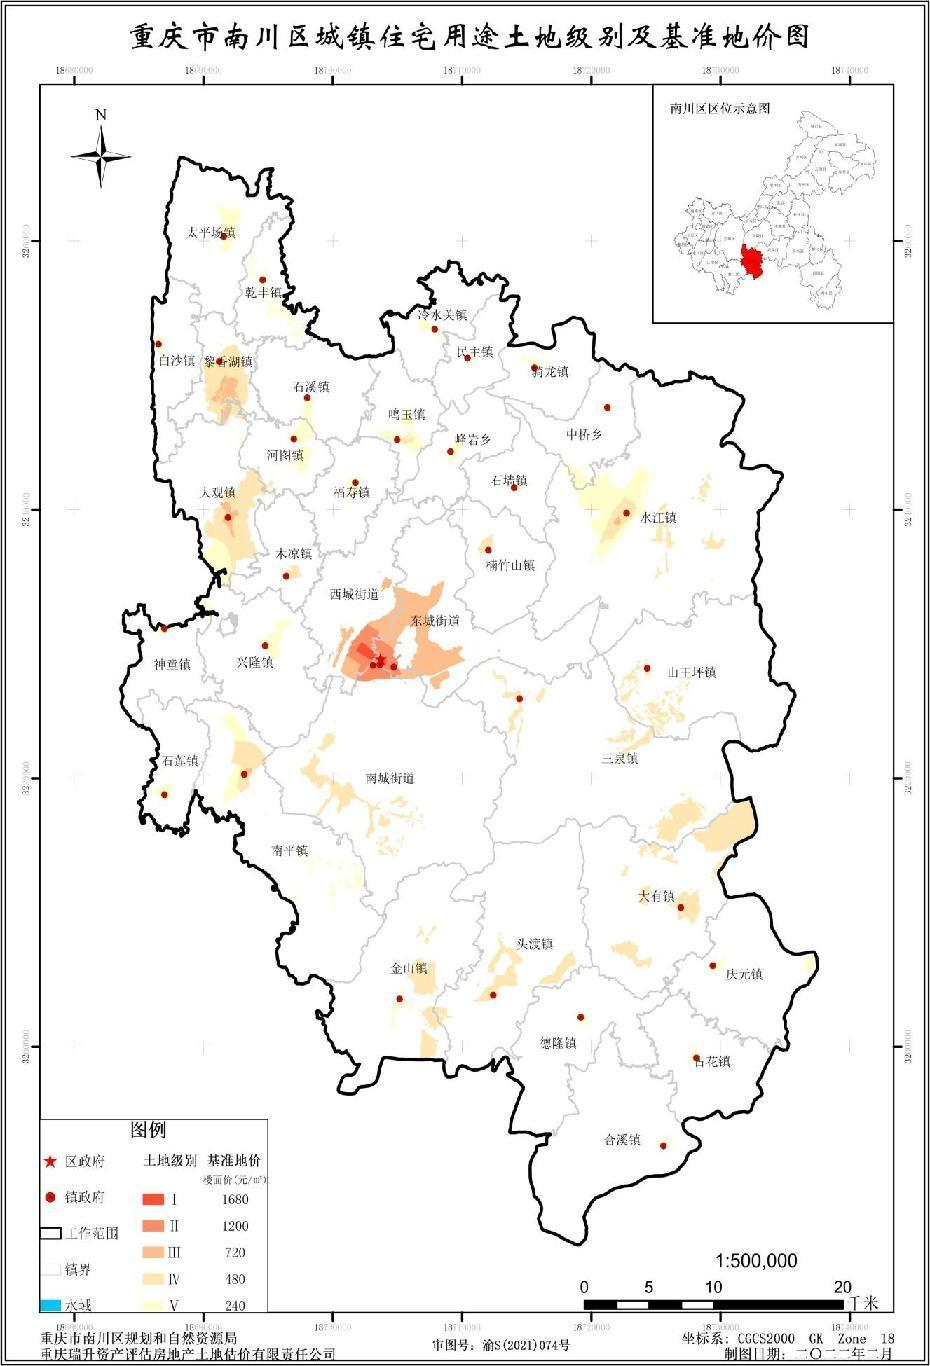 重庆市南川区城镇住宅用途土地级别及基准地价图
南川区区位示意图
N
太平场镇
乾丰镇
冷水关镇
民主镇
白沙镇
黎香湖镇
骑龙镇
石溪镇
鸣玉镇
中桥乡
峰岩乡
河图镇
石墙镇
大观镇
福寿镇
水江镇
木凉镇
楠竹山镇
西城街道
东城街道
神童镇
兴隆镇
山王坪镇
石莲镇
三泉镇
南城街道
南平镇
大有镇
头渡镇
金山镇
庆元镇
德隆镇
古花镇
合溪镇
图例
区政府
镇政府
工作范围
镇界
水域
土地级别 基准地价
楼面价(元/㎡)
I 1680
II 1200
III 720
IV 480
V 240
1:500,000
0 5 10 20
千米
重庆市南川区规划和自然资源局
重庆瑞升资产评估房地产土地估价有限责任公司
审图号：渝S(2021)074号
坐标系: CGCS2000 GK Zone 18
制图日期: 二〇二二年二月